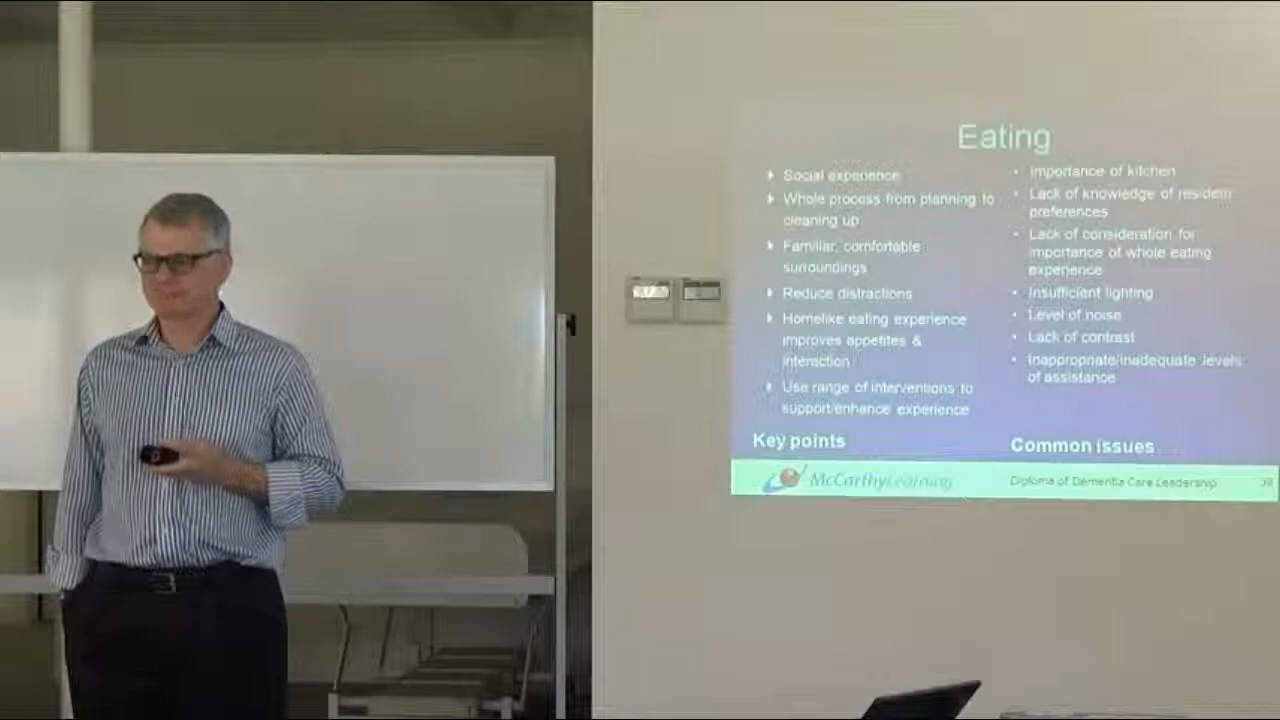 Eating
Social experience
Whole process from planning to
cleaning up
Familiar, comfortable
surroundings
Reduce distractions
Homelike eating experience
improves appetites &
interaction
Use range of interventions to
support/enhance experience
Key points
Importance of kitchen
Lack of knowledge of resident
preferences
Lack of consideration for
importance of whole eating
experience
Insufficient lighting
Level of noise
Lack of contrast
Inappropriate/inadequate levels
of assistance
Common issues
McCarthyLearning
Diploma of Dementia Care Leadership